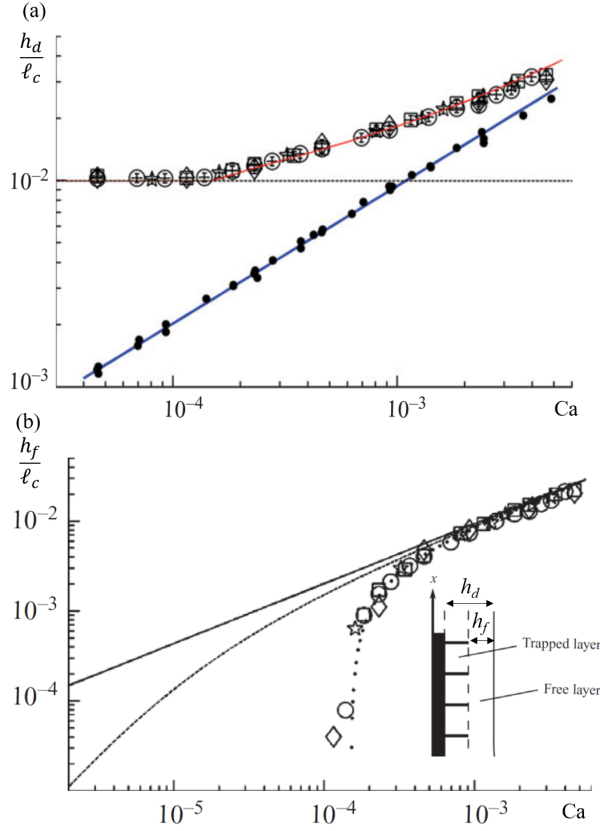 (a)
h_d
ℓ_c
10⁻²
10⁻³
10⁻⁴
10⁻³
Ca
(b)
h_f
ℓ_c
10⁻²
10⁻³
10⁻⁴
x
h_d
h_f
Trapped layer
Free layer
10⁻⁵
10⁻⁴
10⁻³
Ca